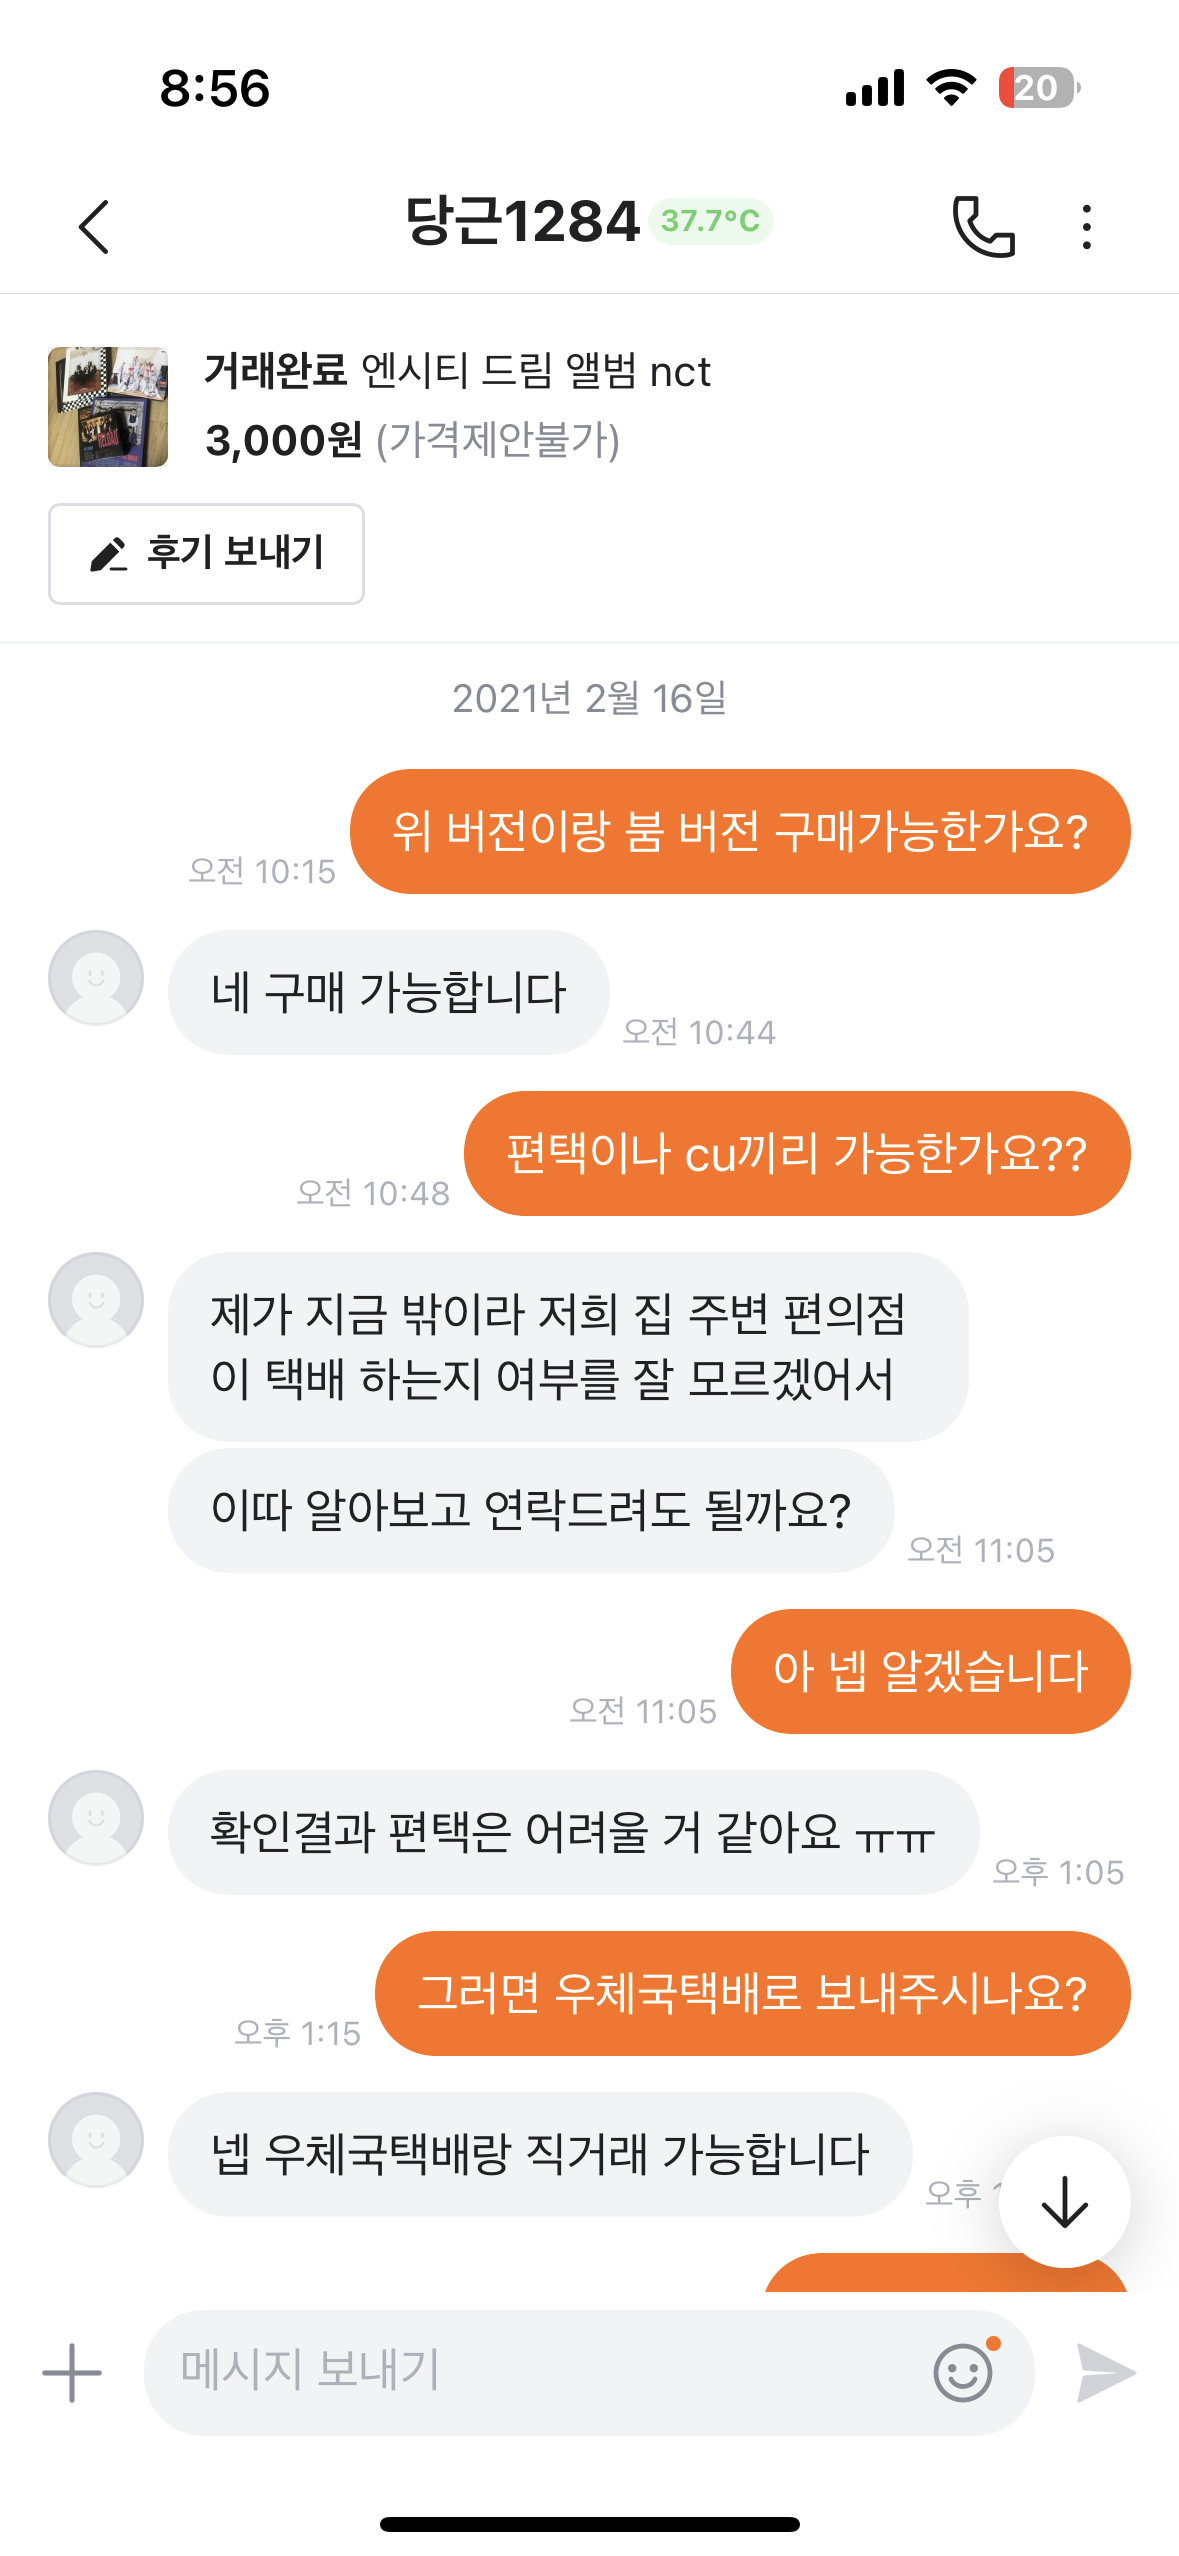 8:56
20
당근1284 37.7°C
거래완료 엔시티 드림 앨범 nct
3,000원 (가격제안불가)
후기 보내기
2021년 2월 16일
위 버전이랑 붐 버전 구매가능한가요?
오전 10:15
네 구매 가능합니다
오전 10:44
편택이나 cu끼리 가능한가요??
오전 10:48
제가 지금 밖이라 저희 집 주변 편의점
이 택배 하는지 여부를 잘 모르겠어서
이따 알아보고 연락드려도 될까요?
오전 11:05
아 넵 알겠습니다
오전 11:05
확인결과 편택은 어려울 거 같아요 ㅠㅠ
오후 1:05
그러면 우체국택배로 보내주시나요?
오후 1:15
넵 우체국택배랑 직거래 가능합니다
오후
메시지 보내기